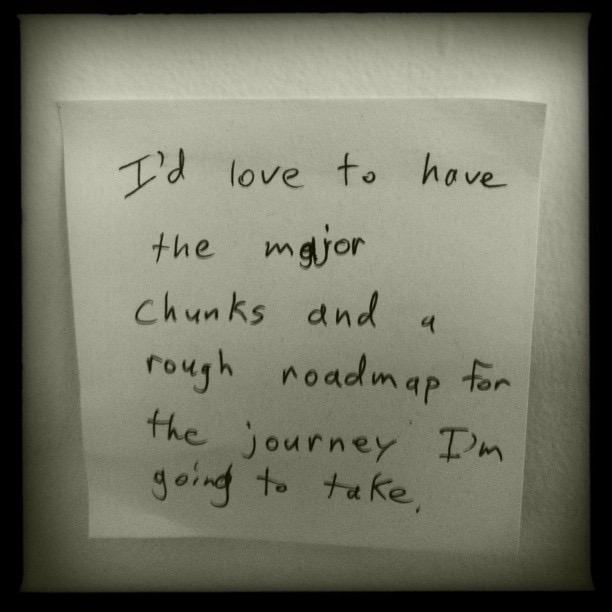 I'd love to have
the major
chunks and a
rough roadmap for
the journey I'm
going to take.